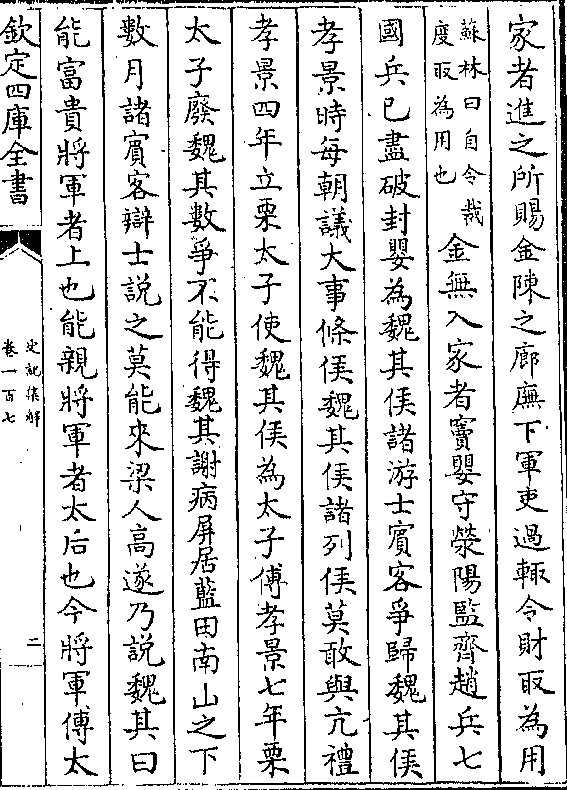 家者進之所賜金陳之廊廡下軍吏過輒令財取為用
蘇林曰自令裁
度取為用也
金無入家者竇嬰守滎陽監齊趙兵七
國兵已盡破封嬰為魏其侯諸游士賓客爭歸魏其侯
孝景時每朝議大事條侯魏其侯諸列侯莫敢與亢禮
孝景四年立栗太子使魏其侯為太子傅孝景七年栗
太子廢魏其數爭不能得魏其謝病屏居藍田南山之下
數月諸賓客辯士說之莫能來梁人高遂乃說魏其曰
能富貴將軍者上也能親將軍者太后也今將軍傅太
欽定四庫全書
史記集解
卷一百七
二